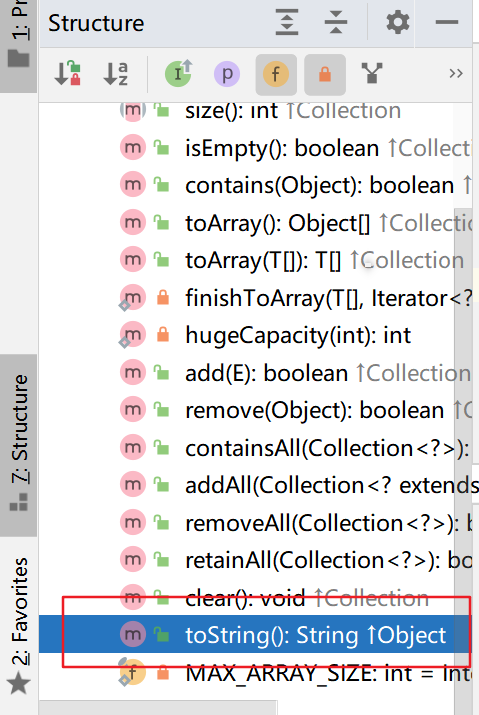 1: Pr
Structure
a
z
I
p
f
>>
m size(): int ↑Collection
m isEmpty(): boolean ↑Collect
m contains(Object): boolean ↑
m toArray(): Object[] ↑Collectio
m toArray(T[]): T[] ↑Collection
m finishToArray(T[], Iterator<?
m hugeCapacity(int): int
m add(E): boolean ↑Collection
m remove(Object): boolean ↑C
m containsAll(Collection<?>):
m addAll(Collection<? extends
m removeAll(Collection<?>): b
m retainAll(Collection<?>): boo
m clear(): void ↑Collection
m toString(): String ↑Object
f MAX_ARRAY_SIZE: int = Inte
7: Structure
2: Favorites